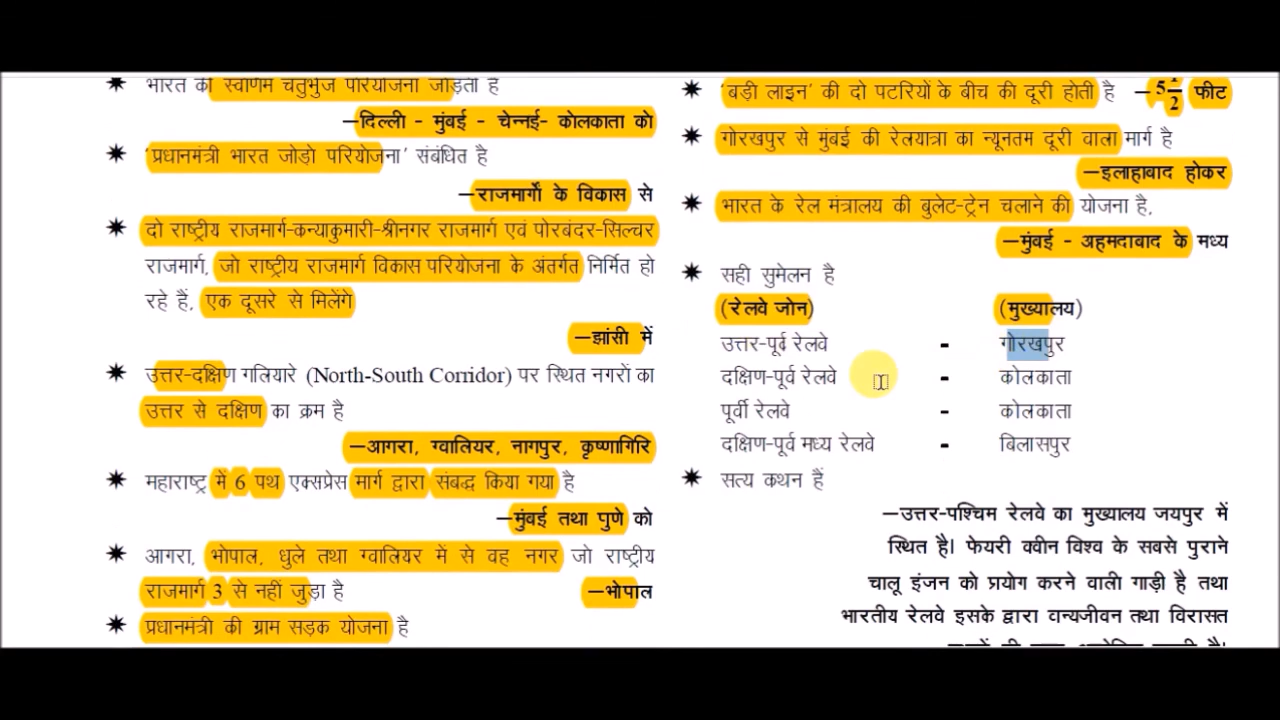 भारत की स्वर्णिम चतुर्भुज परियोजना जोड़ती है
–दिल्ली - मुंबई - चेन्नई- कोलकाता को
'प्रधानमंत्री भारत जोड़ो परियोजना' संबंधित है
–राजमार्गों के विकास से
दो राष्ट्रीय राजमार्ग-कन्याकुमारी-श्रीनगर राजमार्ग एवं पोरबंदर-सिल्चर
राजमार्ग, जो राष्ट्रीय राजमार्ग विकास परियोजना के अंतर्गत निर्मित हो
रहे हैं, एक दूसरे से मिलेंगे
–झांसी में
उत्तर-दक्षिण गलियारे (North-South Corridor) पर स्थित नगरों का
उत्तर से दक्षिण का क्रम है
–आगरा, ग्वालियर, नागपुर, कृष्णागिरि
महाराष्ट्र में 6 पथ एक्सप्रेस मार्ग द्वारा संबद्ध किया गया है
–मुंबई तथा पुणे को
आगरा, भोपाल, धुले तथा ग्वालियर में से वह नगर जो राष्ट्रीय
राजमार्ग 3 से नहीं जुड़ा है –भोपाल
प्रधानमंत्री की ग्राम सड़क योजना है
'बड़ी लाइन' की दो पटरियों के बीच की दूरी होती है –5 1/2 फीट
गोरखपुर से मुंबई की रेलयात्रा का न्यूनतम दूरी वाला मार्ग है
–इलाहाबाद होकर
भारत के रेल मंत्रालय की बुलेट-ट्रेन चलाने की योजना है,
–मुंबई - अहमदाबाद के मध्य
सही सुमेलन है
(रेलवे जोन) (मुख्यालय)
उत्तर-पूर्व रेलवे - गोरखपुर
दक्षिण-पूर्व रेलवे - कोलकाता
पूर्वी रेलवे - कोलकाता
दक्षिण-पूर्व मध्य रेलवे - बिलासपुर
सत्य कथन हैं
–उत्तर-पश्चिम रेलवे का मुख्यालय जयपुर में
स्थित है। फेयरी क्वीन विश्व के सबसे पुराने
चालू इंजन को प्रयोग करने वाली गाड़ी है तथा
भारतीय रेलवे इसके द्वारा वन्यजीवन तथा विरासत